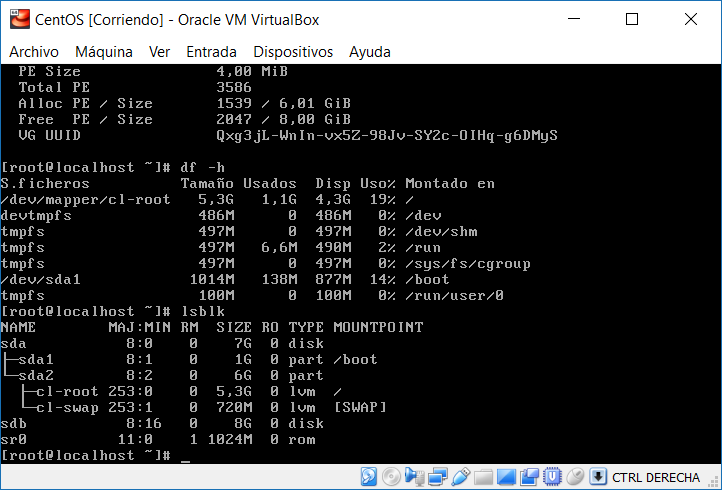 CentOS [Corriendo] - Oracle VM VirtualBox
Archivo Máquina Ver Entrada Dispositivos Ayuda
PE Size 4,00 MiB
Total PE 3586
Alloc PE / Size 1539 / 6,01 GiB
Free PE / Size 2047 / 8,00 GiB
VG UUID Qxg3jL-WnIn-vx5Z-98Jv-SY2c-OIHq-g6DMyS
[root@localhost ~]# df -h
S.ficheros Tamaño Usados Disp Uso% Montado en
/dev/mapper/cl-root 5,3G 1,1G 4,3G 19% /
devtmpfs 486M 0 486M 0% /dev
tmpfs 497M 0 497M 0% /dev/shm
tmpfs 497M 6,6M 490M 2% /run
tmpfs 497M 0 497M 0% /sys/fs/cgroup
/dev/sda1 1014M 138M 877M 14% /boot
tmpfs 100M 0 100M 0% /run/user/0
[root@localhost ~]# lsblk
NAME MAJ:MIN RM SIZE RO TYPE MOUNTPOINT
sda 8:0 0 7G 0 disk
├─sda1 8:1 0 1G 0 part /boot
└─sda2 8:2 0 6G 0 part
├─cl-root 253:0 0 5,3G 0 lvm /
└─cl-swap 253:1 0 720M 0 lvm [SWAP]
sdb 8:16 0 8G 0 disk
sr0 11:0 1 1024M 0 rom
[root@localhost ~]# _
CTRL DERECHA